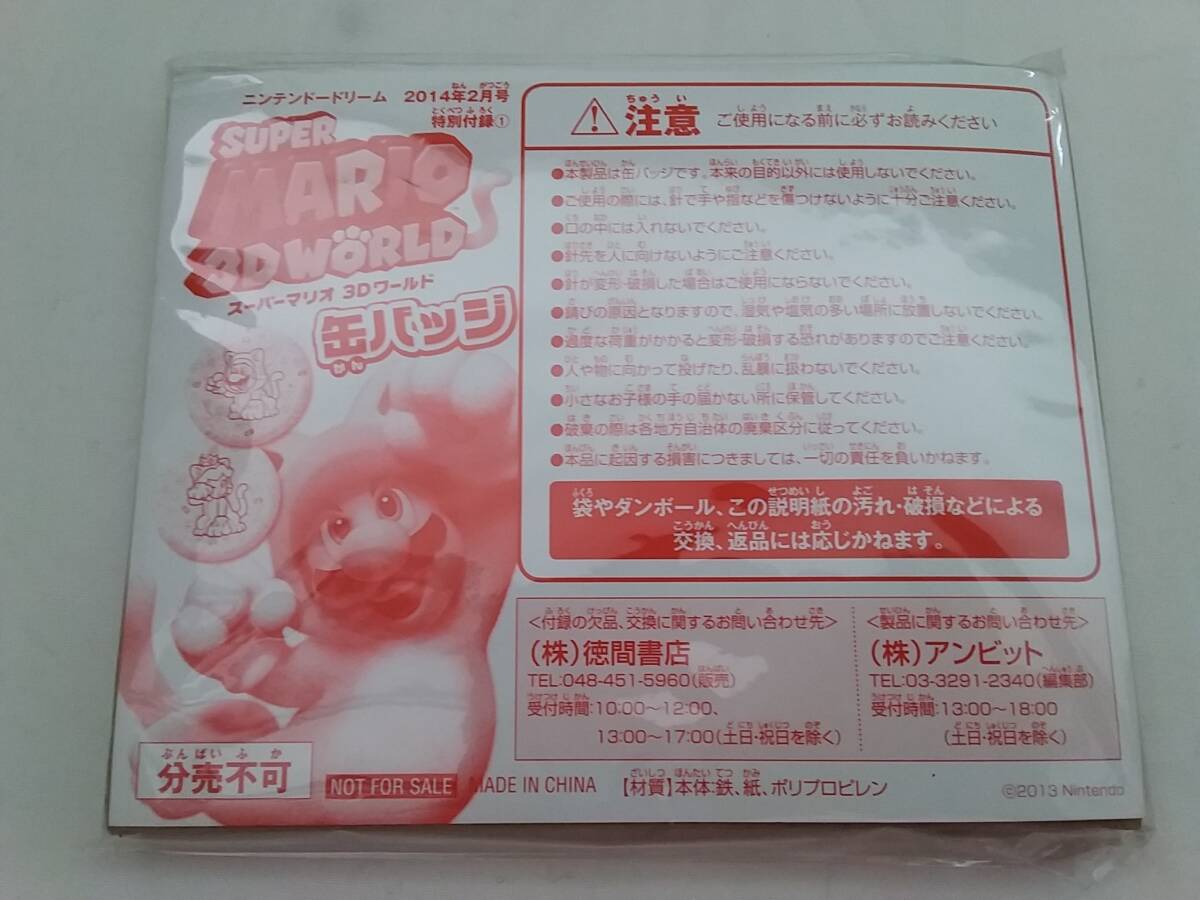 ニンテンドードリーム 2014年2月号
特別付録①
SUPER
MARIO
3D WORLD
スーパーマリオ 3Dワールド
缶バッジ
注意 ご使用になる前に必ずお読みください
●本製品は缶バッジです。本来の目的以外には使用しないでください。
●ご使用の際には、針で手や指などを傷つけないように十分ご注意ください。
●口の中には入れないでください。
●針先を人に向けないようにご注意ください。
●針が変形・破損した場合はご使用にならないでください。
●錆びの原因となりますので、湿気や塩気の多い場所に放置しないでください。
●過度な荷重がかかると変形・破損する恐れがありますのでご注意ください。
●人や物に向かって投げたり、乱暴に扱わないでください。
●小さなお子様の手の届かない所に保管してください。
●破棄の際は各地方自治体の廃棄区分に従ってください。
●本品に起因する損害につきましては、一切の責任を負いかねます。
袋やダンボール、この説明紙の汚れ・破損などによる
交換、返品には応じかねます。
<付録の欠品、交換に関するお問い合わせ先>
(株)徳間書店
TEL:048-451-5960(販売)
受付時間:10:00~12:00、
13:00~17:00(土日・祝日を除く)
<製品に関するお問い合わせ先>
(株)アンビット
TEL:03-3291-2340(編集部)
受付時間:13:00~18:00
(土日・祝日を除く)
分売不可
NOT FOR SALE
MADE IN CHINA
【材質】本体:鉄、紙、ポリプロピレン
©2013 Nintendo